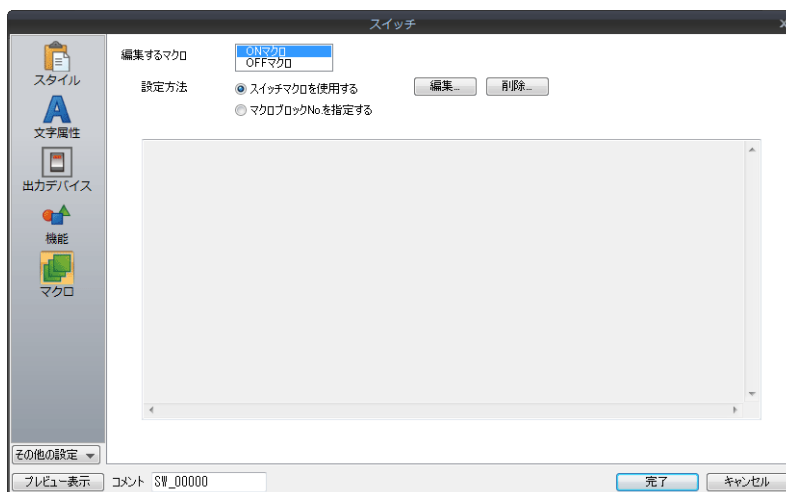 スイッチ
スタイル
文字属性
出力デバイス
機能
マクロ
その他の設定
プレビュー表示
編集するマクロ
ONマクロ
OFFマクロ
設定方法
スイッチマクロを使用する
編集...
削除...
マクロブロックNo.を指定する
コメント SW_00000
完了
キャンセル